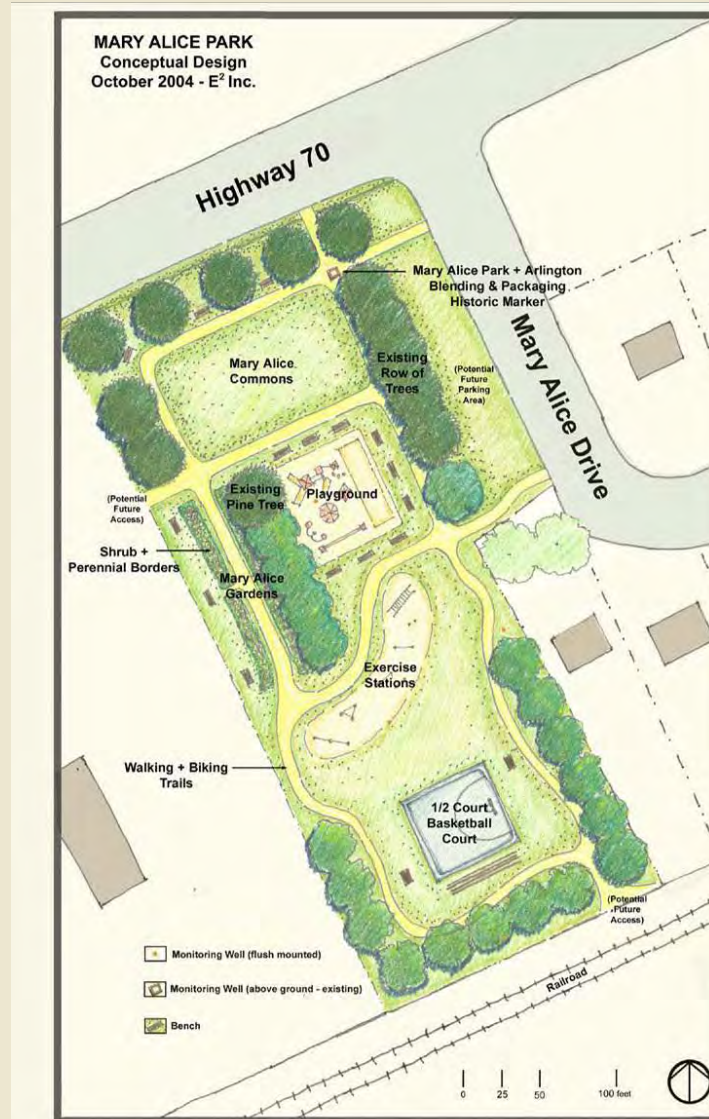 MARY ALICE PARK
Conceptual Design
October 2004 - E² Inc.
Highway 70
Mary Alice Park + Arlington
Blending & Packaging
Historic Marker
Mary Alice Drive
Mary Alice
Commons
Existing
Row of
Trees
(Potential
Future
Parking
Area)
Existing
Pine Tree
Playground
(Potential
Future
Access)
Shrub +
Perennial Borders
Mary Alice
Gardens
Exercise
Stations
Walking + Biking
Trails
1/2 Court
Basketball
Court
(Potential
Future
Access)
Railroad
Monitoring Well (flush mounted)
Monitoring Well (above ground - existing)
Bench
0 25 50 100 feet